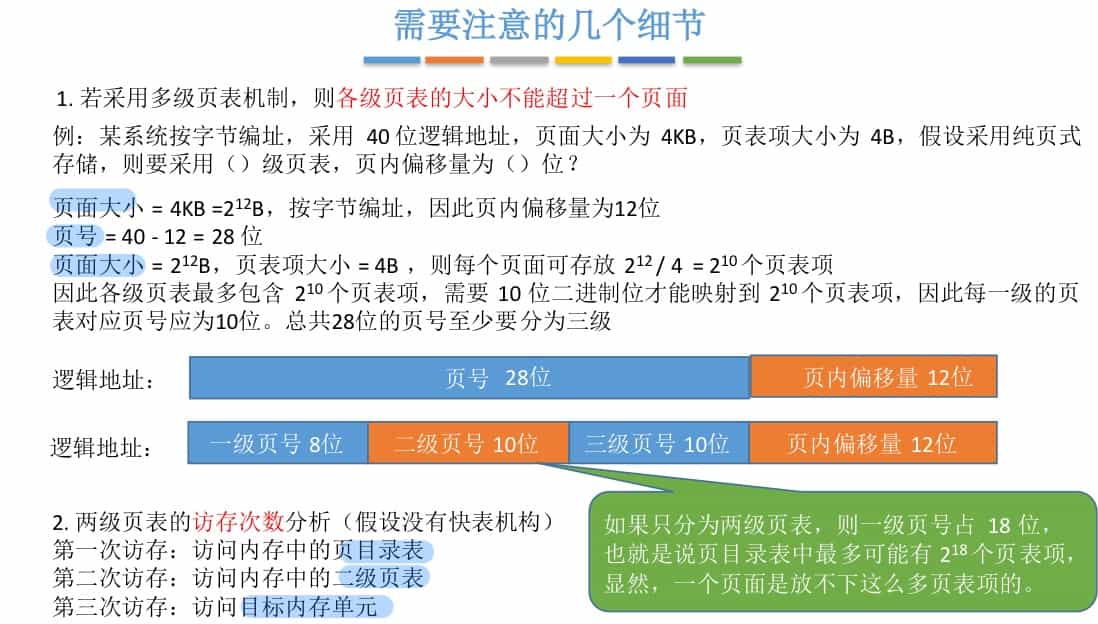 需要注意的几个细节
1. 若采用多级页表机制，则各级页表的大小不能超过一个页面
例：某系统按字节编址，采用 40 位逻辑地址，页面大小为 4KB，页表项大小为 4B，假设采用纯页式
存储，则要采用（）级页表，页内偏移量为（）位？
页面大小 = 4KB =2¹²B，按字节编址，因此页内偏移量为12位
页号 = 40 - 12 = 28 位
页面大小 = 2¹²B，页表项大小 = 4B ，则每个页面可存放 2¹² / 4 = 2¹⁰ 个页表项
因此各级页表最多包含 2¹⁰ 个页表项，需要 10 位二进制位才能映射到 2¹⁰ 个页表项，因此每一级的页
表对应页号应为10位。总共28位的页号至少要分为三级
逻辑地址： 页号 28位 页内偏移量 12位
逻辑地址： 一级页号 8位 二级页号 10位 三级页号 10位 页内偏移量 12位
如果只分为两级页表，则一级页号占 18 位，
也就是说页目录表中最多可能有 2¹⁸ 个页表项，
显然，一个页面是放不下这么多页表项的。
2. 两级页表的访存次数分析（假设没有快表机构）
第一次访存：访问内存中的页目录表
第二次访存：访问内存中的二级页表
第三次访存：访问目标内存单元